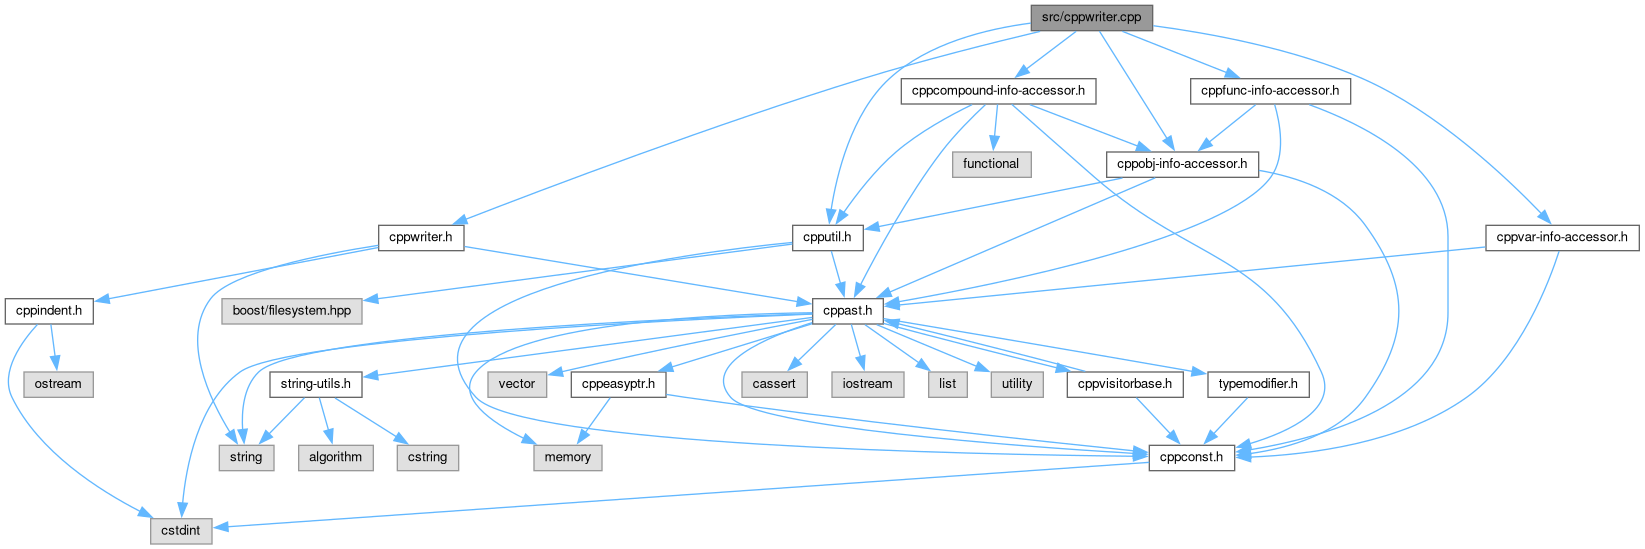 src/cppwriter.cpp
cppcompound-info-accessor.h
cppfunc-info-accessor.h
functional
cppobj-info-accessor.h
cppwriter.h
cpputil.h
cppvar-info-accessor.h
cppindent.h
boost/filesystem.hpp
cppast.h
ostream
string-utils.h
vector
cppeasyptr.h
cassert
iostream
list
utility
cppvisitorbase.h
typemodifier.h
string
algorithm
cstring
memory
cppconst.h
cstdint